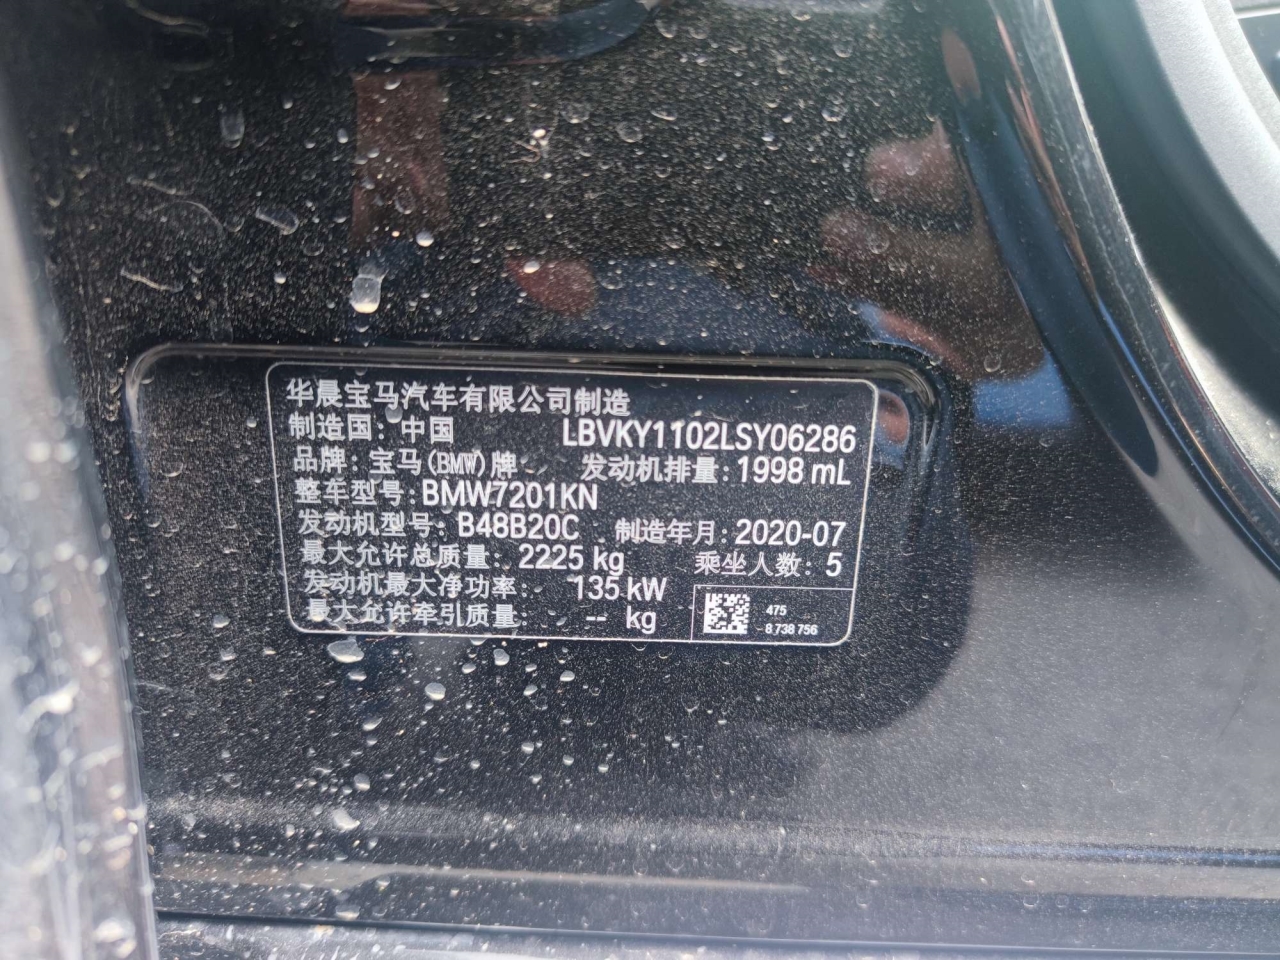 华晨宝马汽车有限公司制造
制造国：中国 LBVKY1102LSY06286
品牌：宝马(BMW)牌 发动机排量：1998 mL
整车型号：BMW7201KN
发动机型号：B48B20C 制造年月：2020-07
最大允许总质量：2225 kg 乘坐人数：5
发动机最大净功率：135 kW
最大允许牵引质量：-- kg
475
8 738 756